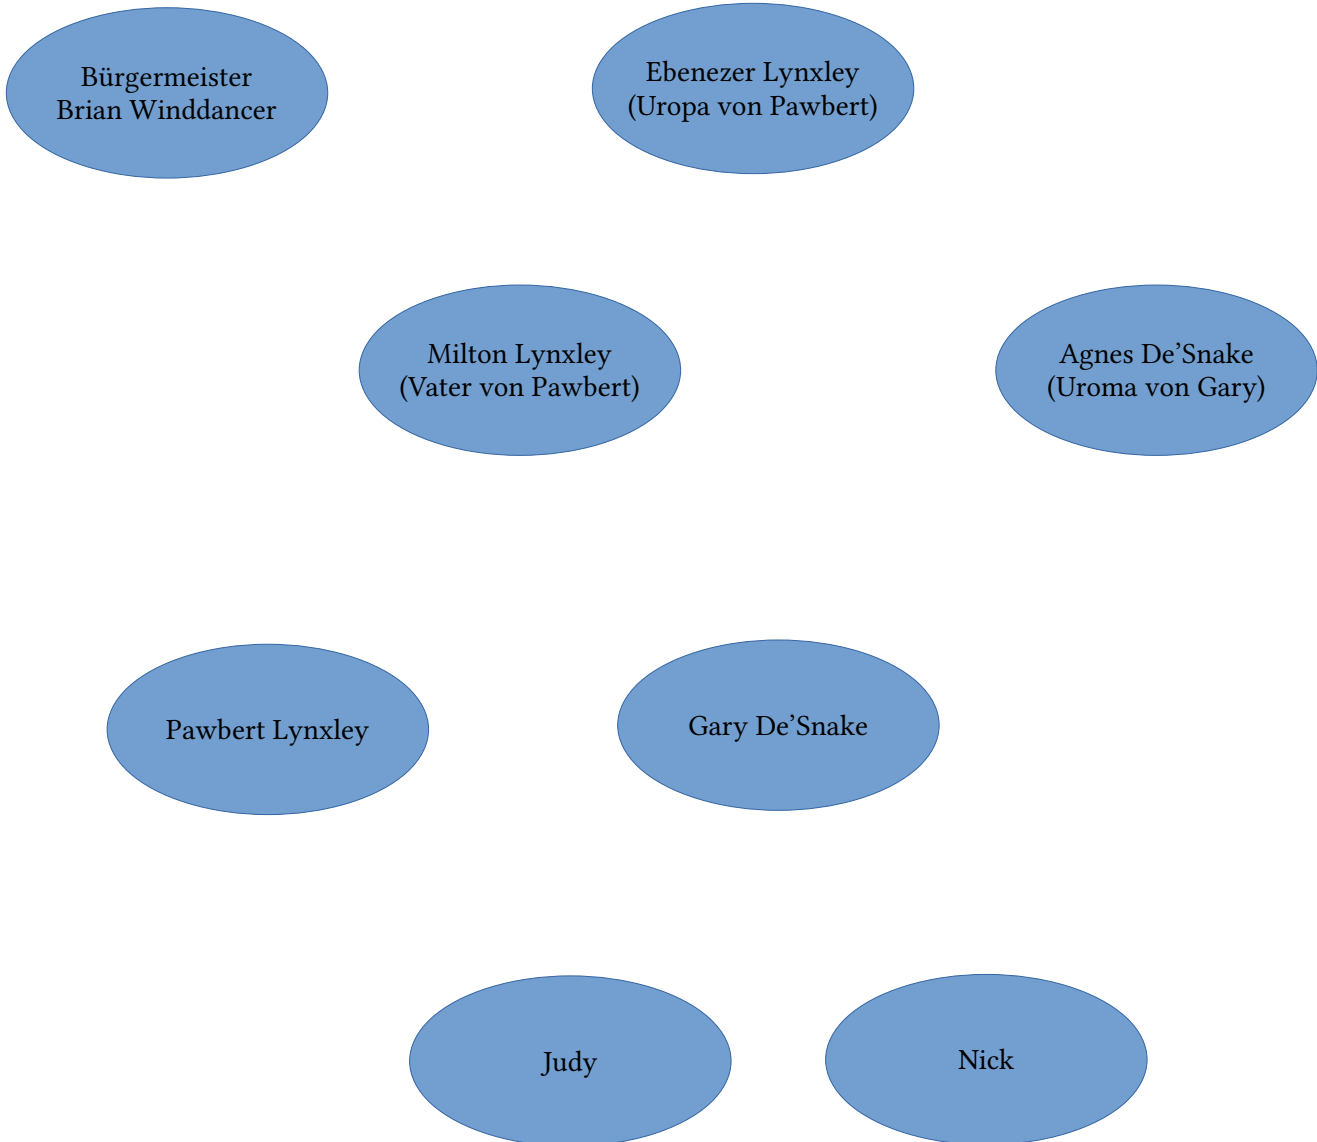 Bürgermeister
Brian Winddancer
Ebenezer Lynxley
(Uropa von Pawbert)
Milton Lynxley
(Vater von Pawbert)
Agnes De’Snake
(Uroma von Gary)
Pawbert Lynxley
Gary De’Snake
Judy
Nick